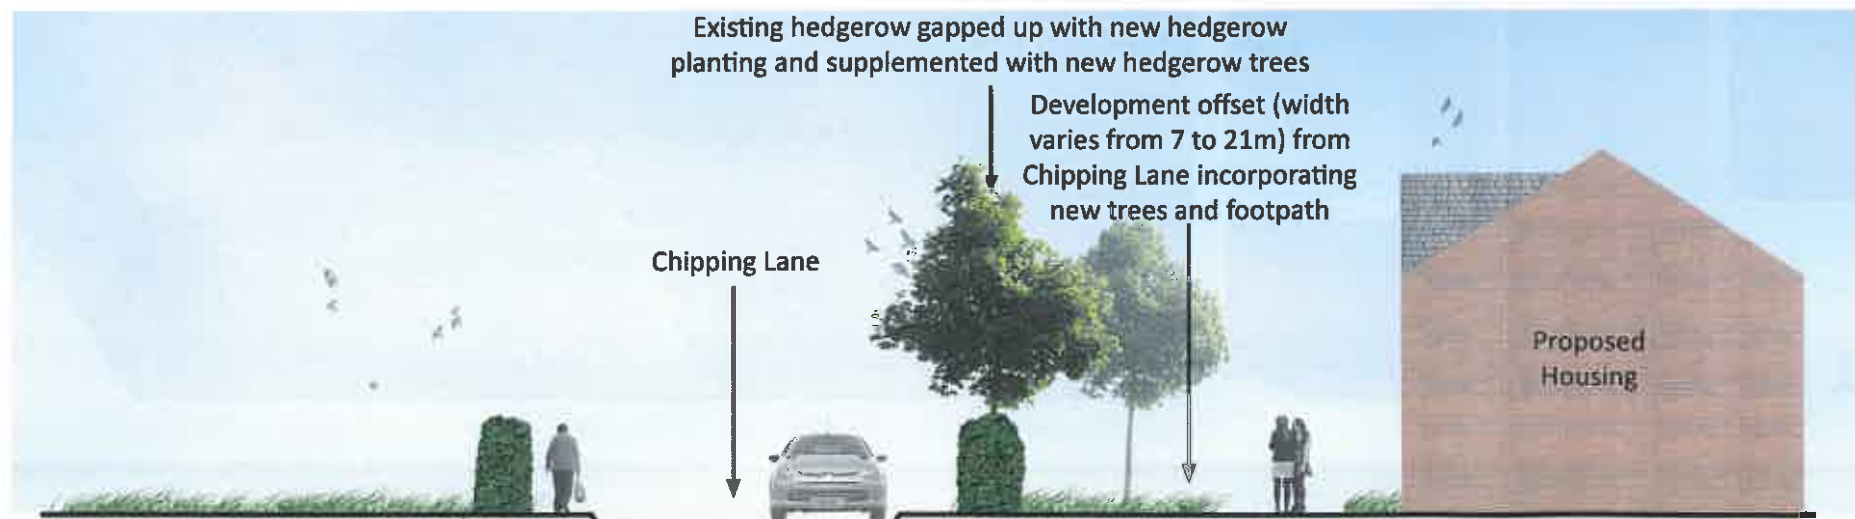 Existing hedgerow gapped up with new hedgerow
planting and supplemented with new hedgerow trees
Development offset (width
varies from 7 to 21m) from
Chipping Lane incorporating
new trees and footpath
Chipping Lane
Proposed
Housing